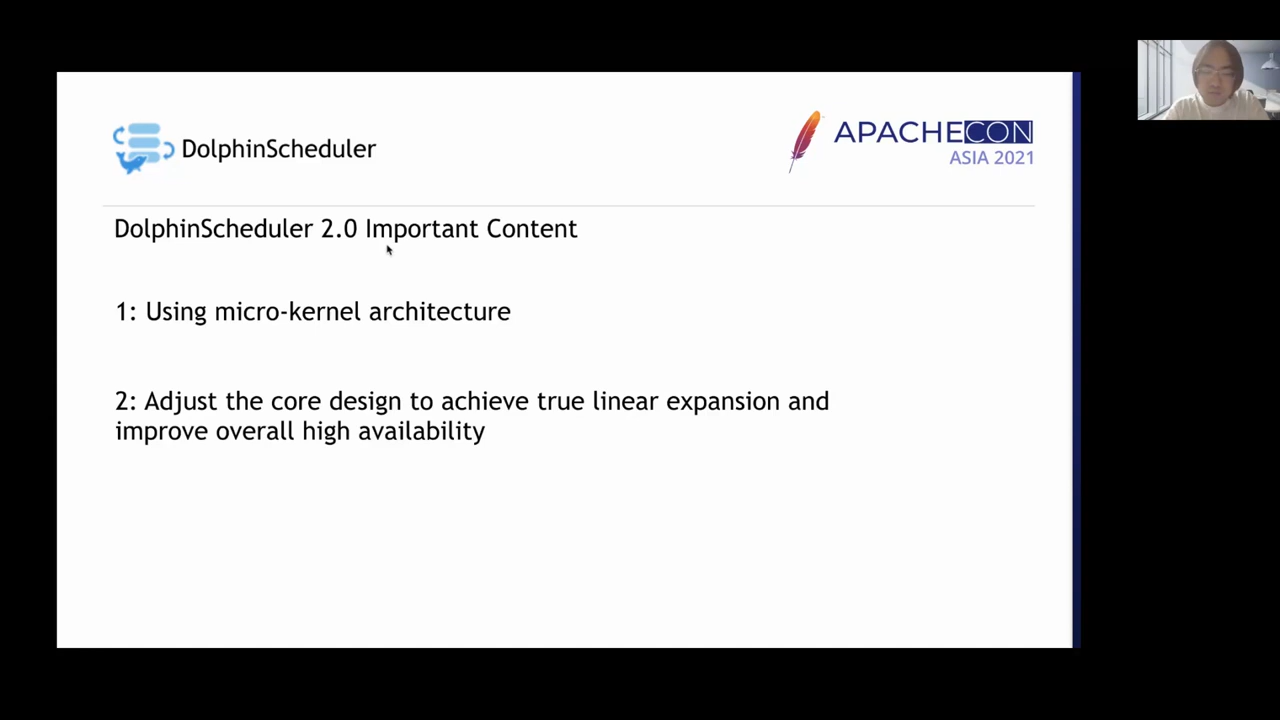 DolphinScheduler
APACHECON
ASIA 2021
DolphinScheduler 2.0 Important Content
1: Using micro-kernel architecture
2: Adjust the core design to achieve true linear expansion and
improve overall high availability